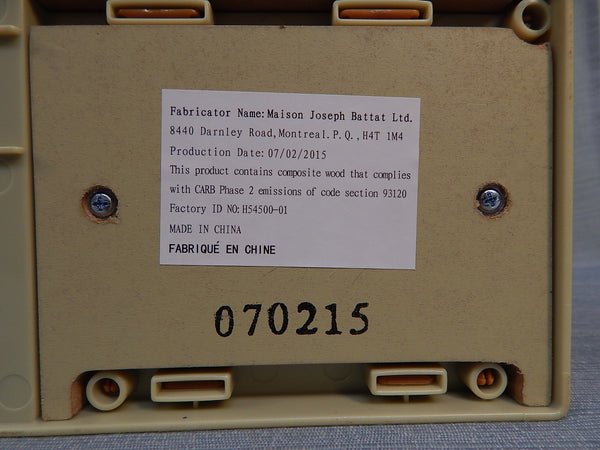 Fabricator Name:Maison Joseph Battat Ltd.
8440 Darnley Road,Montreal.P.Q.,H4T 1M4
Production Date:07/02/2015
This product contains composite wood that complies
with CARB Phase 2 emissions of code section 93120
Factory ID NO:H54500-01
MADE IN CHINA
FABRIQUÉ EN CHINE
070215